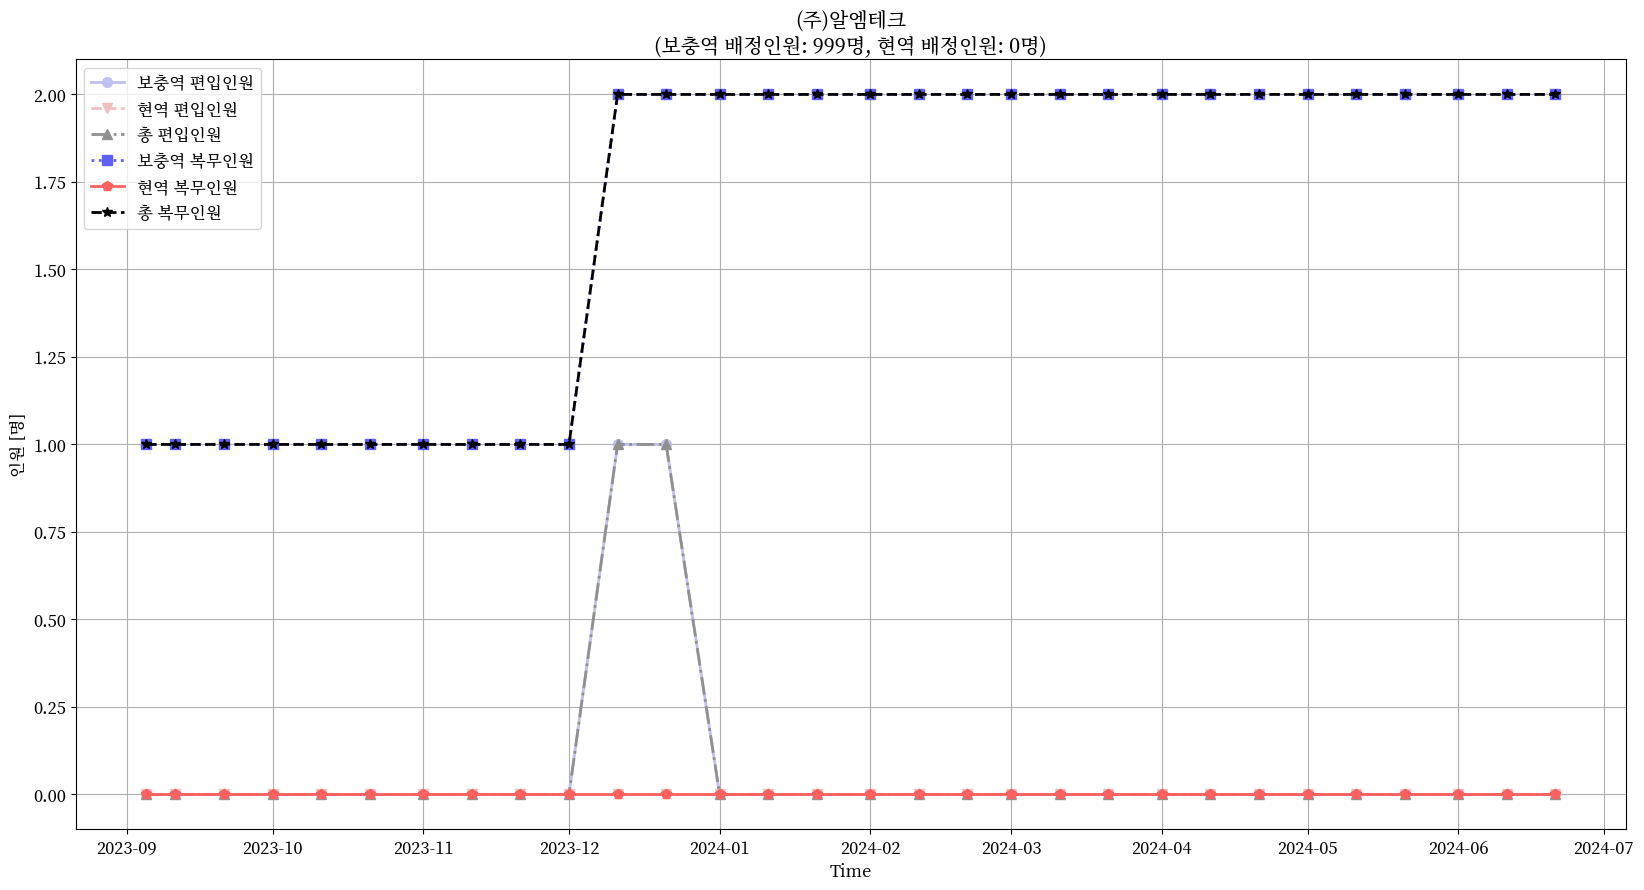 (주)알엠테크
(보충역 배정인원: 999명, 현역 배정인원: 0명)
보충역 편입인원
현역 편입인원
총 편입인원
보충역 복무인원
현역 복무인원
총 복무인원
인원 [명]
2.00
1.75
1.50
1.25
1.00
0.75
0.50
0.25
0.00
2023-09 2023-10 2023-11 2023-12 2024-01 2024-02 2024-03 2024-04 2024-05 2024-06 2024-07
Time